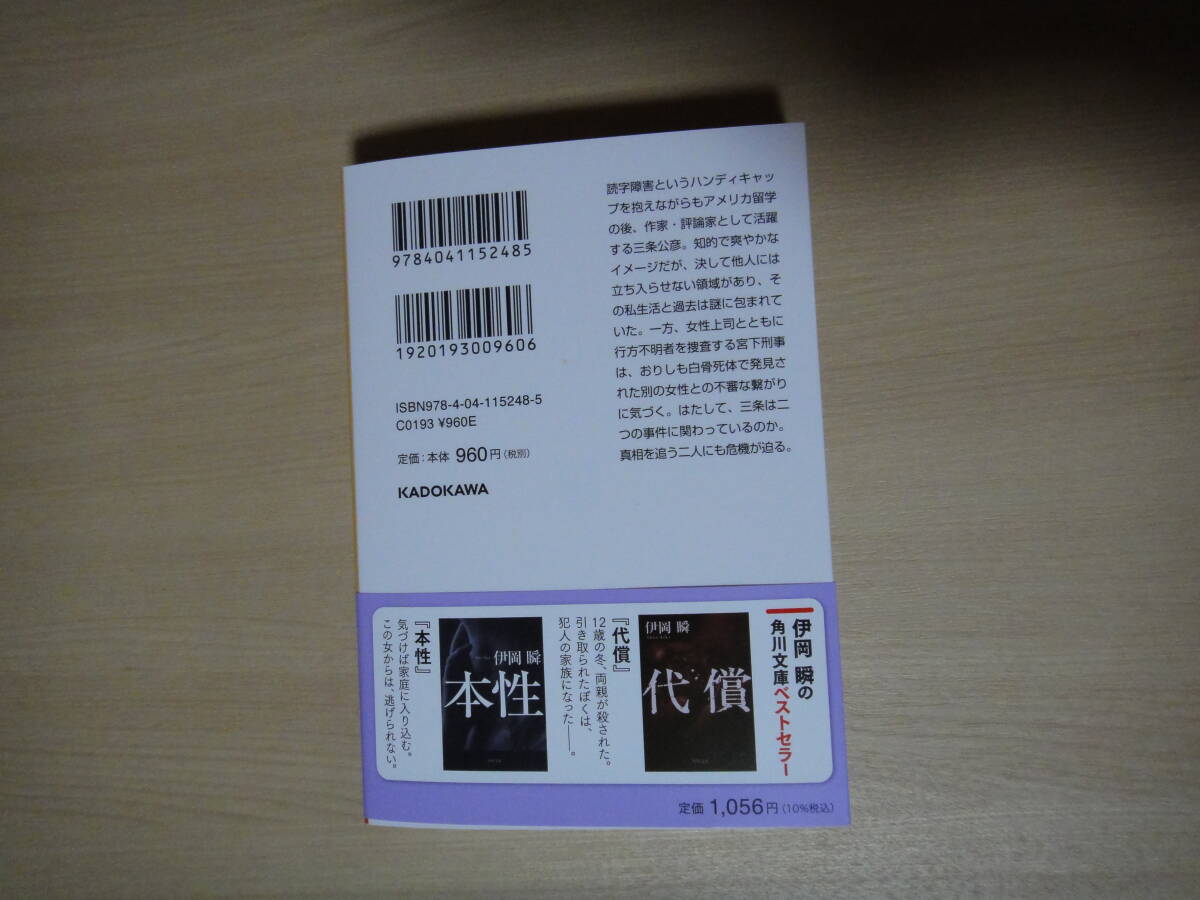 9784041152485
1920193009606
ISBN978-4-04-115248-5
C0193 ¥960E
定価:本体 960円(税別)
KADOKAWA
読字障害というハンディキャッ
プを抱えながらもアメリカ留学
の後、作家・評論家として活躍
する三条公彦。知的で爽やかな
イメージだが、決して他人には
立ち入らせない領域があり、そ
の私生活と過去は謎に包まれて
いた。一方、女性上司とともに
行方不明者を捜査する宮下刑事
は、おりしも白骨死体で発見さ
れた別の女性との不審な繋がり
に気づく。はたして、三条は二
つの事件に関わっているのか。
真相を追う二人にも危機が迫る。
伊岡 瞬の
角川文庫ベストセラー
伊岡 瞬
代償
『代償』
12歳の冬、両親が殺された。
引き取られたぼくは、
犯人の家族になった――。
伊岡 瞬
本性
『本性』
気づけば家庭に入り込む。
この女からは、逃げられない。
定価 1,056円(10%税込)